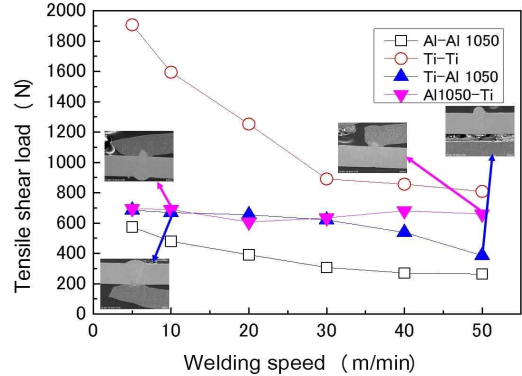 2000
1800
1600
1400
1200
1000
800
600
400
200
0
Tensile shear load (N)
Al-Al 1050
Ti-Ti
Ti-Al 1050
Al1050-Ti
0 10 20 30 40 50
Welding speed (m/min)